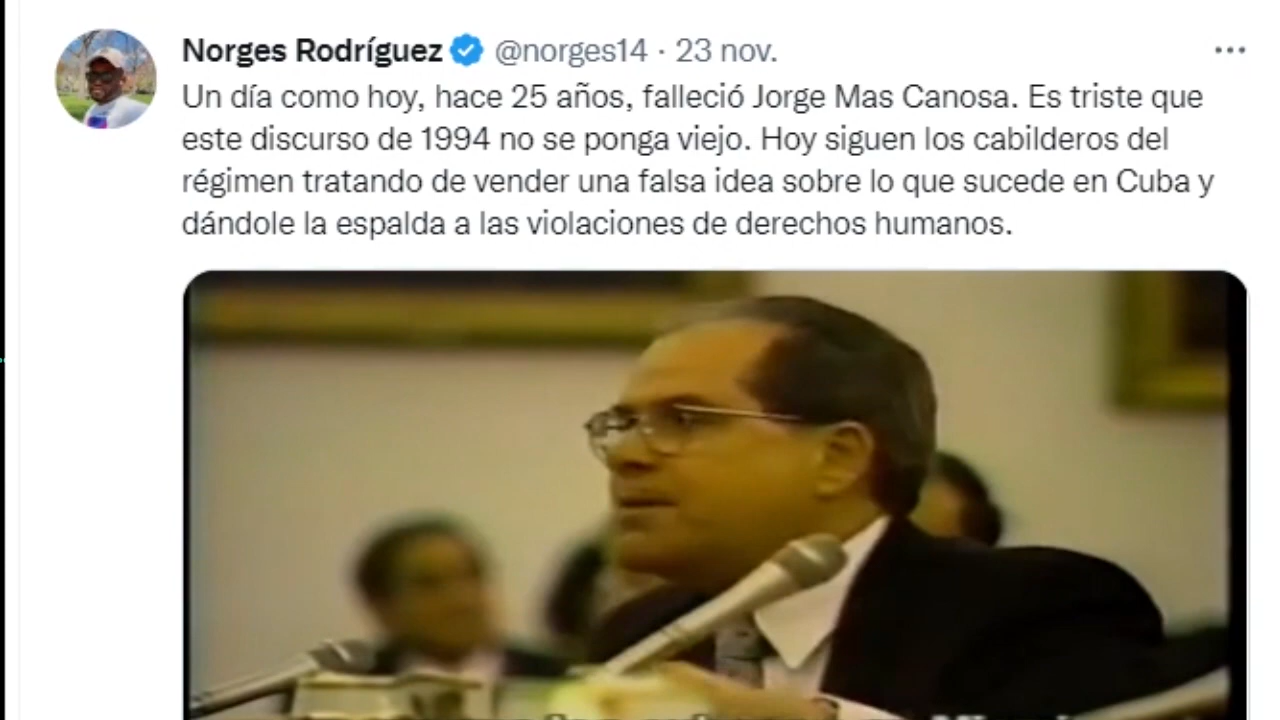 Norges Rodríguez @norges14 · 23 nov.
Un día como hoy, hace 25 años, falleció Jorge Mas Canosa. Es triste que
este discurso de 1994 no se ponga viejo. Hoy siguen los cabilderos del
régimen tratando de vender una falsa idea sobre lo que sucede en Cuba y
dándole la espalda a las violaciones de derechos humanos.